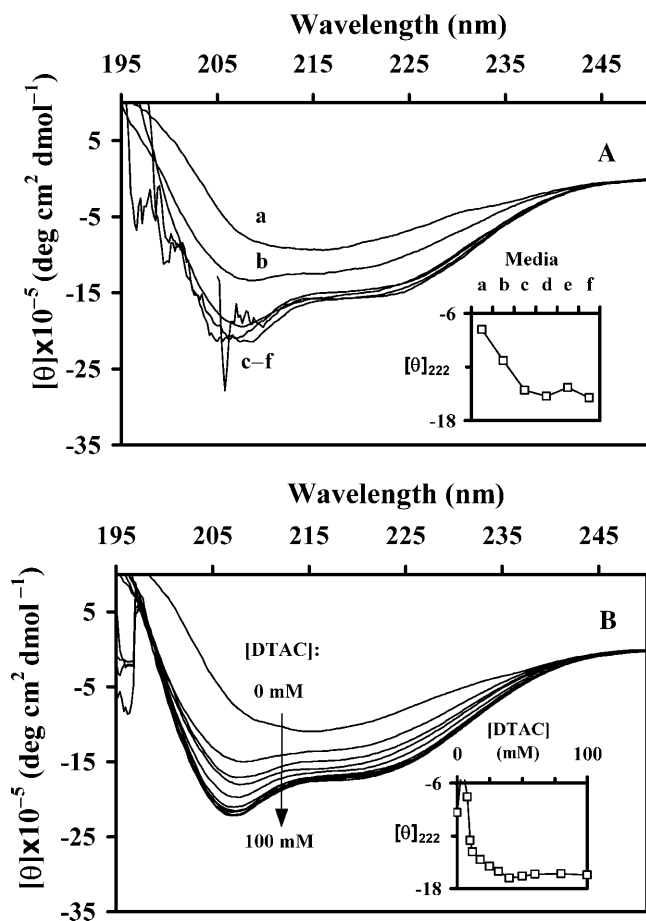 Wavelength (nm)
195 205 215 225 235 245
5
-5
-15
-25
-35
[θ]x10⁻⁵ (deg cm² dmol⁻¹)
A
a
b
c–f
Media
a b c d e f
-6
[θ]₂₂₂
-18
Wavelength (nm)
195 205 215 225 235 245
5
-5
-15
-25
-35
[θ]x10⁻⁵ (deg cm² dmol⁻¹)
B
[DTAC]:
0 mM
100 mM
[DTAC]
0 (mM) 100
-6
[θ]₂₂₂
-18